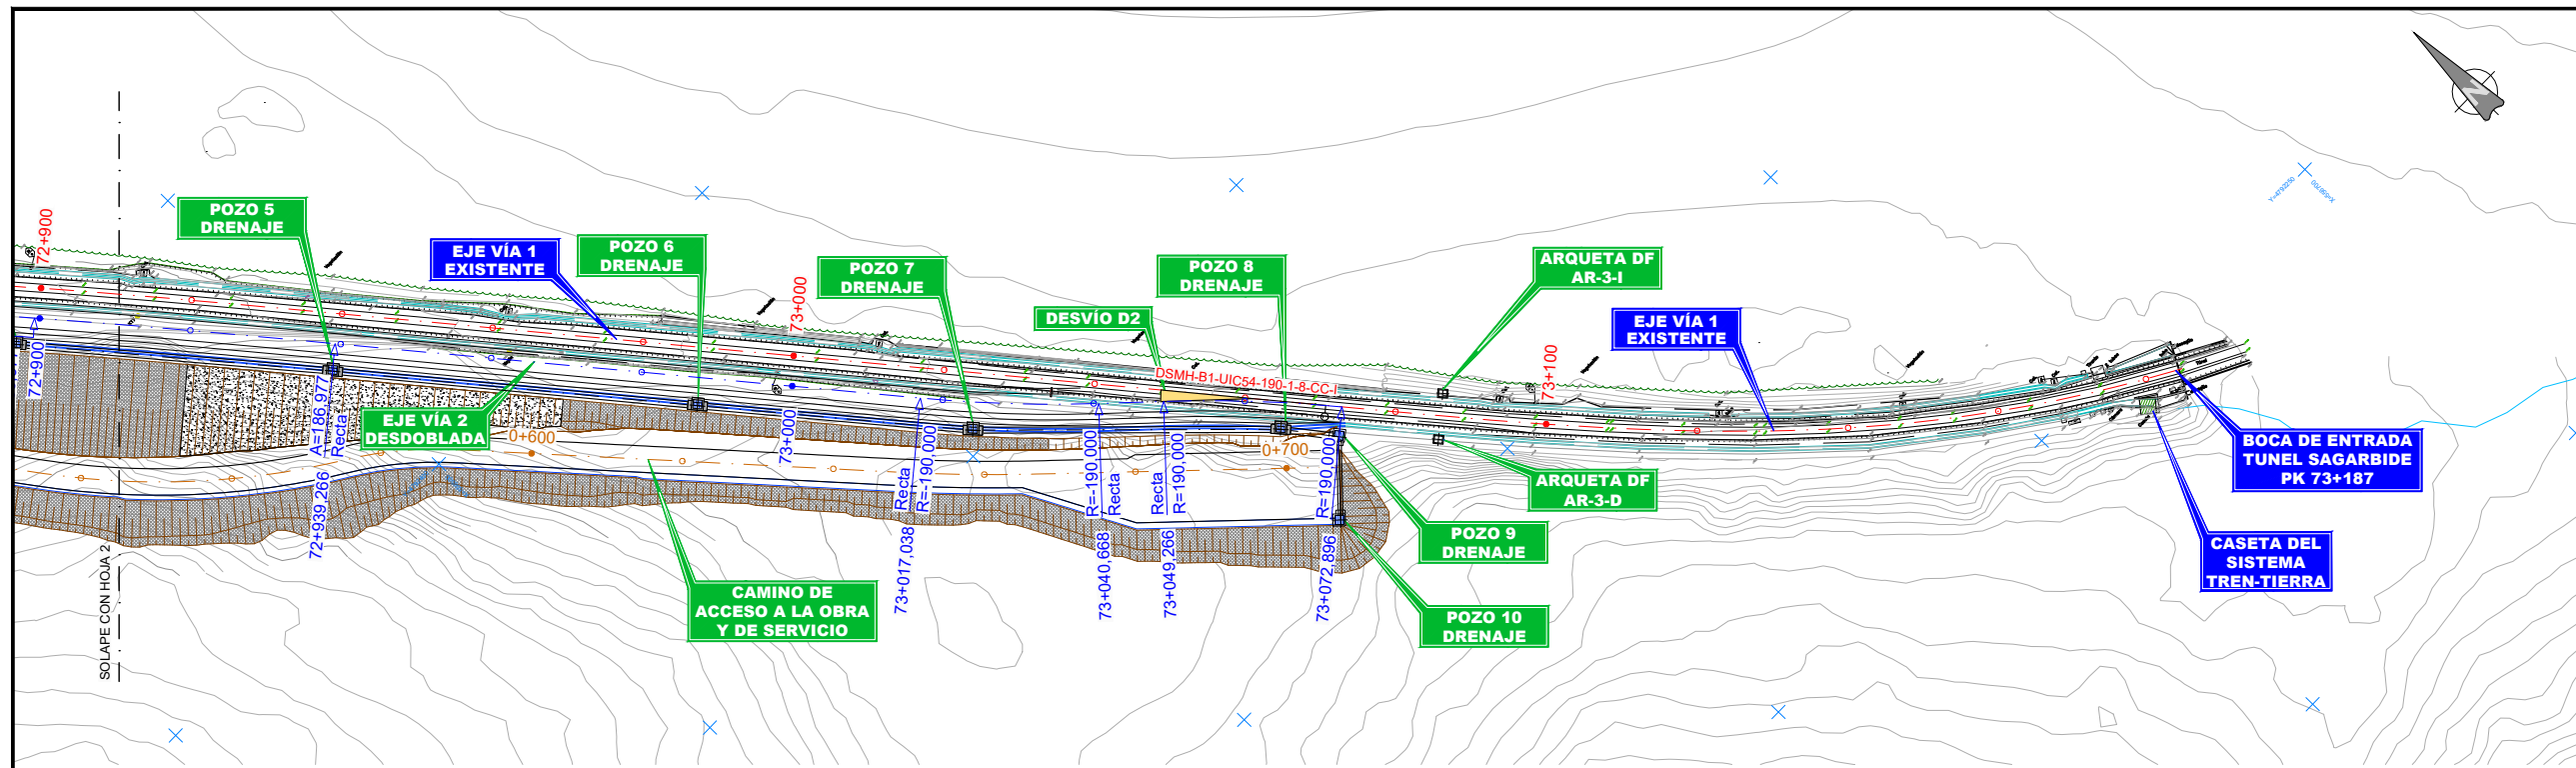 72+900
POZO 5
DRENAJE
EJE VÍA 1
EXISTENTE
POZO 6
DRENAJE
73+000
POZO 7
DRENAJE
DESVÍO D2
POZO 8
DRENAJE
DSMH-B1-UIC54-190-1-8-CC-I
ARQUETA DF
AR-3-I
73+100
EJE VÍA 1
EXISTENTE
72+900
EJE VÍA 2
DESDOBLADA
A=186,977
Recta
72+939,266
0+600
73+000
Recta
R=-190,000
73+017,038
R=-190,000
Recta
73+040,668
Recta
R=190,000
73+049,266
0+700
R=190,000
73+072,896
ARQUETA DF
AR-3-D
POZO 9
DRENAJE
POZO 10
DRENAJE
BOCA DE ENTRADA
TUNEL SAGARBIDE
PK 73+187
CASETA DEL
SISTEMA
TREN-TIERRA
CAMINO DE
ACCESO A LA OBRA
Y DE SERVICIO
SOLAPE CON HOJA 2
N